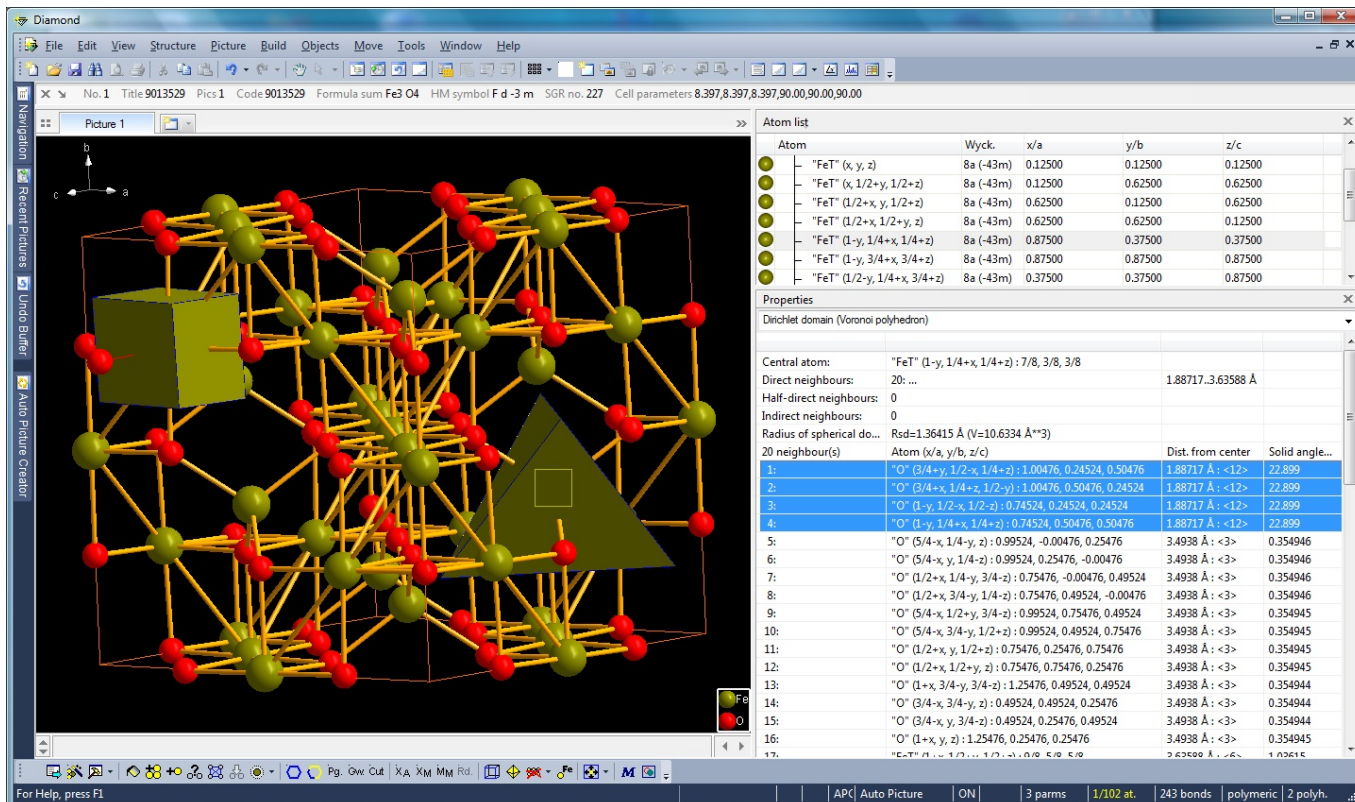 Diamond
File Edit View Structure Picture Build Objects Move Tools Window Help
No. 1 Title 9013529 Pics 1 Code 9013529 Formula sum Fe3 O4 HM symbol F d -3 m SGR no. 227 Cell parameters 8.397,8.397,8.397,90.00,90.00,90.00
Navigation
Recent Pictures
Undo Buffer
Auto Picture Creator
Picture 1
b
c a
Fe
O
Atom list
Atom Wyck. x/a y/b z/c
"FeT" (x, y, z) 8a (-43m) 0.12500 0.12500 0.12500
"FeT" (x, 1/2+y, 1/2+z) 8a (-43m) 0.12500 0.62500 0.62500
"FeT" (1/2+x, y, 1/2+z) 8a (-43m) 0.62500 0.12500 0.62500
"FeT" (1/2+x, 1/2+y, z) 8a (-43m) 0.62500 0.62500 0.12500
"FeT" (1-y, 1/4+x, 1/4+z) 8a (-43m) 0.87500 0.37500 0.37500
"FeT" (1-y, 3/4+x, 3/4+z) 8a (-43m) 0.87500 0.87500 0.87500
"FeT" (1/2-y, 1/4+x, 3/4+z) 8a (-43m) 0.37500 0.37500 0.87500
Properties
Dirichlet domain (Voronoi polyhedron)
Central atom: "FeT" (1-y, 1/4+x, 1/4+z) : 7/8, 3/8, 3/8
Direct neighbours: 20: ... 1.88717..3.63588 Å
Half-direct neighbours: 0
Indirect neighbours: 0
Radius of spherical do... Rsd=1.36415 Å (V=10.6334 Å**3)
20 neighbour(s) Atom (x/a, y/b, z/c) Dist. from center Solid angle...
1: "O" (3/4+y, 1/2-x, 1/4+z) : 1.00476, 0.24524, 0.50476 1.88717 Å : <12> 22.899
2: "O" (3/4+x, 1/4+z, 1/2-y) : 1.00476, 0.50476, 0.24524 1.88717 Å : <12> 22.899
3: "O" (1-y, 1/2-x, 1/2-z) : 0.74524, 0.24524, 0.24524 1.88717 Å : <12> 22.899
4: "O" (1-y, 1/4+x, 1/4+z) : 0.74524, 0.50476, 0.50476 1.88717 Å : <12> 22.899
5: "O" (5/4-x, 1/4-y, z) : 0.99524, -0.00476, 0.25476 3.4938 Å : <3> 0.354946
6: "O" (5/4-x, y, 1/4-z) : 0.99524, 0.25476, -0.00476 3.4938 Å : <3> 0.354946
7: "O" (1/2+x, 1/4-y, 3/4-z) : 0.75476, -0.00476, 0.49524 3.4938 Å : <3> 0.354946
8: "O" (1/2+x, 3/4-y, 1/4-z) : 0.75476, 0.49524, -0.00476 3.4938 Å : <3> 0.354946
9: "O" (5/4-x, 1/2+y, 3/4-z) : 0.99524, 0.75476, 0.49524 3.4938 Å : <3> 0.354945
10: "O" (5/4-x, 3/4-y, 1/2+z) : 0.99524, 0.49524, 0.75476 3.4938 Å : <3> 0.354945
11: "O" (1/2+x, y, 1/2+z) : 0.75476, 0.25476, 0.75476 3.4938 Å : <3> 0.354945
12: "O" (1/2+x, 1/2+y, z) : 0.75476, 0.75476, 0.25476 3.4938 Å : <3> 0.354945
13: "O" (1+x, 3/4-y, 3/4-z) : 1.25476, 0.49524, 0.49524 3.4938 Å : <3> 0.354944
14: "O" (3/4-x, 3/4-y, z) : 0.49524, 0.49524, 0.25476 3.4938 Å : <3> 0.354944
15: "O" (3/4-x, y, 3/4-z) : 0.49524, 0.25476, 0.49524 3.4938 Å : <3> 0.354944
16: "O" (1+x, y, z) : 1.25476, 0.25476, 0.25476 3.4938 Å : <3> 0.354944
17: "FeT" (1+x, 1/2+y, 1/2+z) : 9/8, 5/8, 5/8 3.63588 Å : <6> 1.03615
Pg. Gw Cut XA XM MM Rd. Fe M
For Help, press F1 APC Auto Picture ON 3 parms 1/102 at. 243 bonds polymeric 2 polyh.